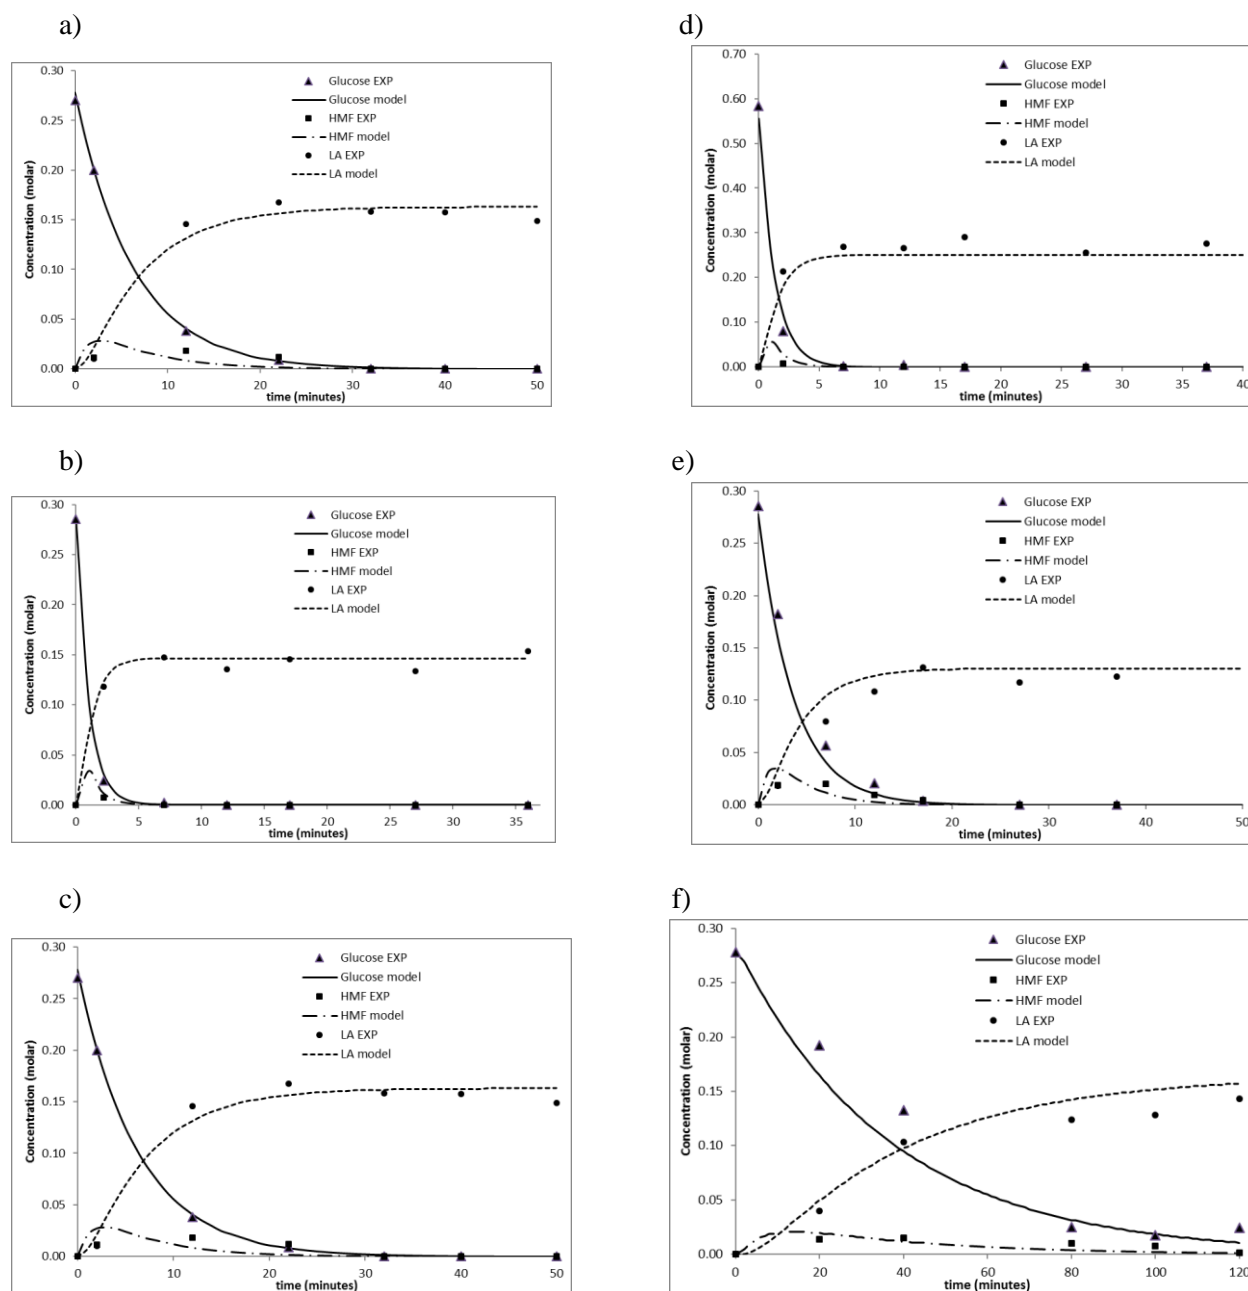 a)
0.30
0.25
0.20
0.15
0.10
0.05
0.00
Concentration (molar)
0
10
20
30
40
50
time (minutes)
Glucose EXP
Glucose model
HMF EXP
HMF model
LA EXP
LA model
d)
0.70
0.60
0.50
0.40
0.30
0.20
0.10
0.00
Concentration (molar)
0
5
10
15
20
25
30
35
40
time (minutes)
Glucose EXP
Glucose model
HMF EXP
HMF model
LA EXP
LA model
b)
0.30
0.25
0.20
0.15
0.10
0.05
0.00
Concentration (molar)
0
5
10
15
20
25
30
35
time (minutes)
Glucose EXP
Glucose model
HMF EXP
HMF model
LA EXP
LA model
e)
0.30
0.25
0.20
0.15
0.10
0.05
0.00
Concentration (molar)
0
10
20
30
40
50
time (minutes)
Glucose EXP
Glucose model
HMF EXP
HMF model
LA EXP
LA model
c)
0.30
0.25
0.20
0.15
0.10
0.05
0.00
Concentration (molar)
0
10
20
30
40
50
time (minutes)
Glucose EXP
Glucose model
HMF EXP
HMF model
LA EXP
LA model
f)
0.30
0.25
0.20
0.15
0.10
0.05
0.00
Concentration (molar)
0
20
40
60
80
100
120
time (minutes)
Glucose EXP
Glucose model
HMF EXP
HMF model
LA EXP
LA model